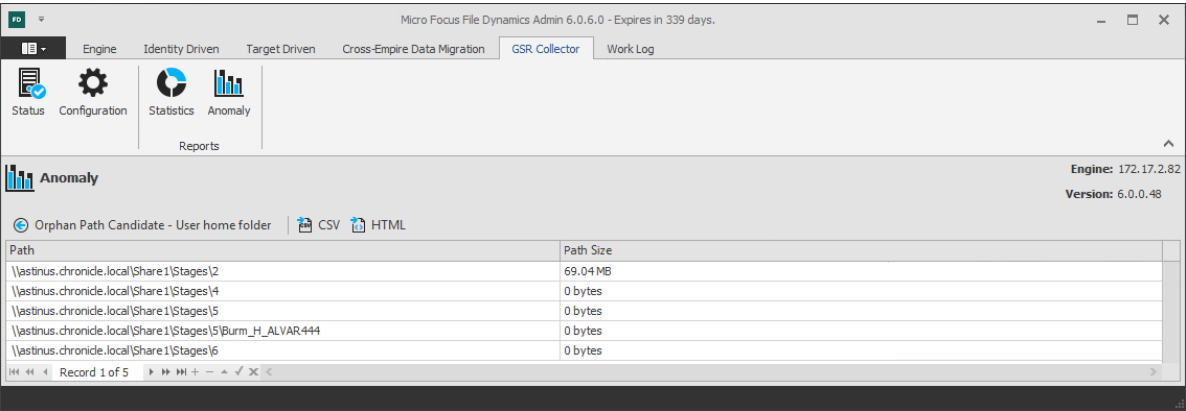 FD
Micro Focus File Dynamics Admin 6.0.6.0 - Expires in 339 days.
Engine Identity Driven Target Driven Cross-Empire Data Migration GSR Collector Work Log
Status Configuration Statistics Anomaly
Reports
Engine: 172.17.2.82
Anomaly
Version: 6.0.0.48
Orphan Path Candidate - User home folder CSV HTML
Path Path Size
\\astinus.chronicle.local\Share1\Stages\2 69.04 MB
\\astinus.chronicle.local\Share1\Stages\4 0 bytes
\\astinus.chronicle.local\Share1\Stages\5 0 bytes
\\astinus.chronicle.local\Share1\Stages\5\Burm_H_ALVAR444 0 bytes
\\astinus.chronicle.local\Share1\Stages\6 0 bytes
Record 1 of 5